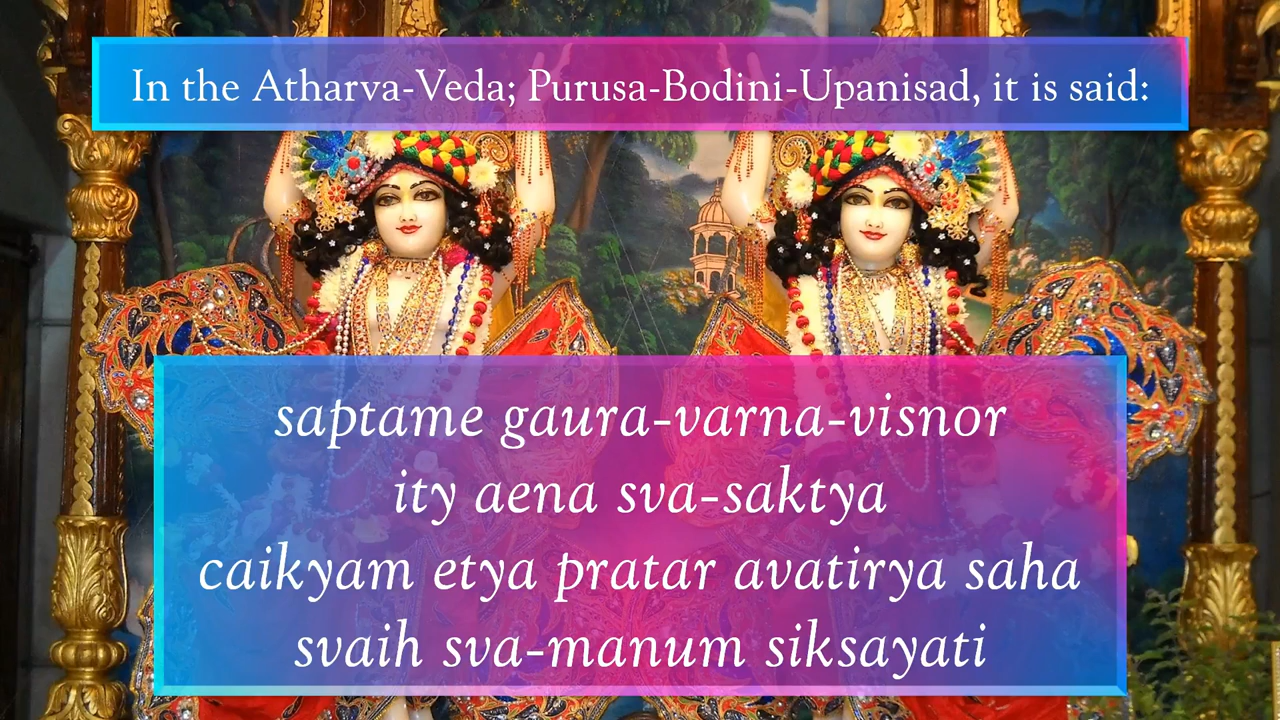 In the Atharva-Veda; Purusa-Bodini-Upanisad, it is said:
saptame gaura-varna-visnor
ity aena sva-saktya
caikyam etya pratar avatirya saha
svaih sva-manum siksayati